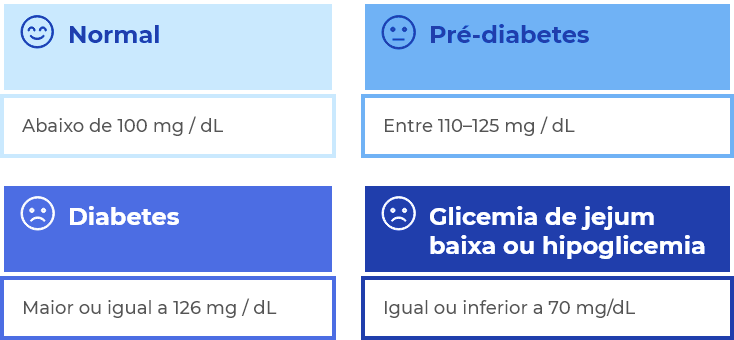 Normal
Abaixo de 100 mg / dL
Pré-diabetes
Entre 110–125 mg / dL
Diabetes
Maior ou igual a 126 mg / dL
Glicemia de jejum
baixa ou hipoglicemia
Igual ou inferior a 70 mg/dL